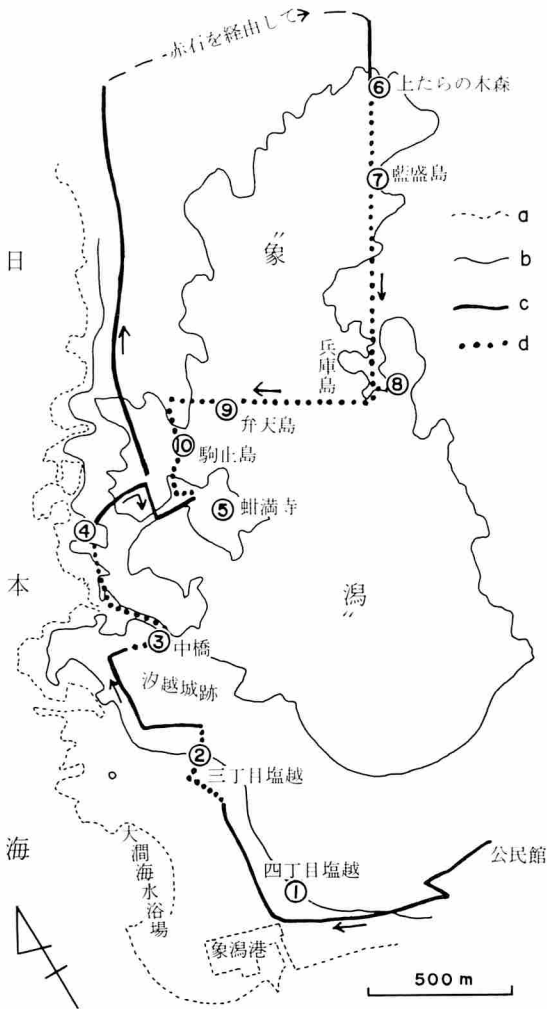 赤石を経由して
⑥ 上たらの木森
⑦ 藍盛島
a
b
c
d
"象
潟"
日
本
海
兵庫島
⑧
⑨
弁天島
⑩
駒止島
⑤ 蚶満寺
④
③
中橋
汐越城跡
②
三丁目塩越
大澗海水浴場
四丁目塩越
①
公民館
象潟港
500 m